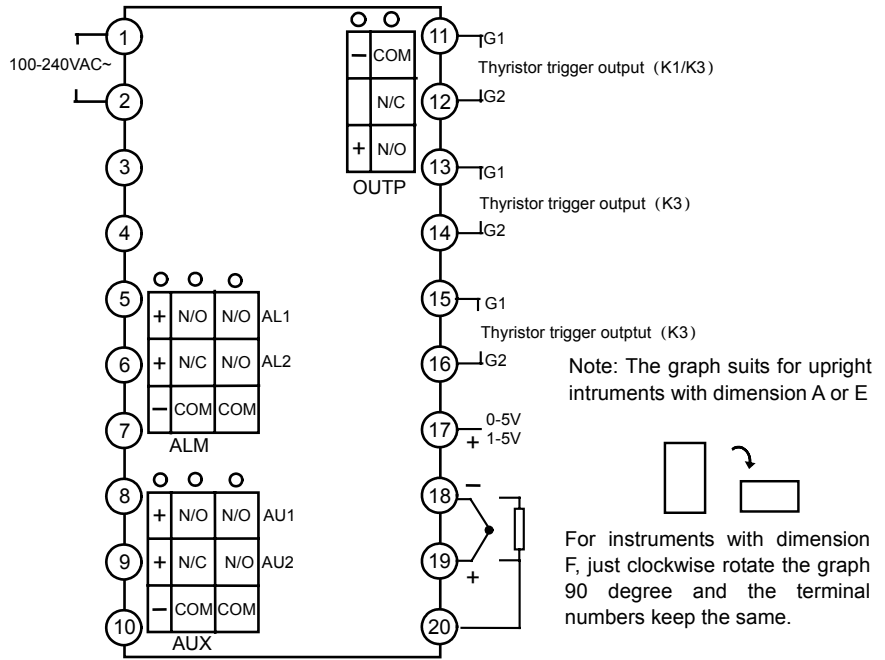 1
100-240VAC~
2
3
4
5
6
7
8
9
10
− COM
N/C
+ N/O
OUTP
+ N/O N/O AL1
+ N/C N/O AL2
− COM COM
ALM
+ N/O N/O AU1
+ N/C N/O AU2
− COM COM
AUX
11 G1
Thyristor trigger output (K1/K3)
12 G2
13 G1
Thyristor trigger output (K3)
14 G2
15 G1
Thyristor trigger outptut (K3)
16 G2
17 0-5V
+ 1-5V
18 −
19 +
20
Note: The graph suits for upright
intruments with dimension A or E
For instruments with dimension
F, just clockwise rotate the graph
90 degree and the terminal
numbers keep the same.